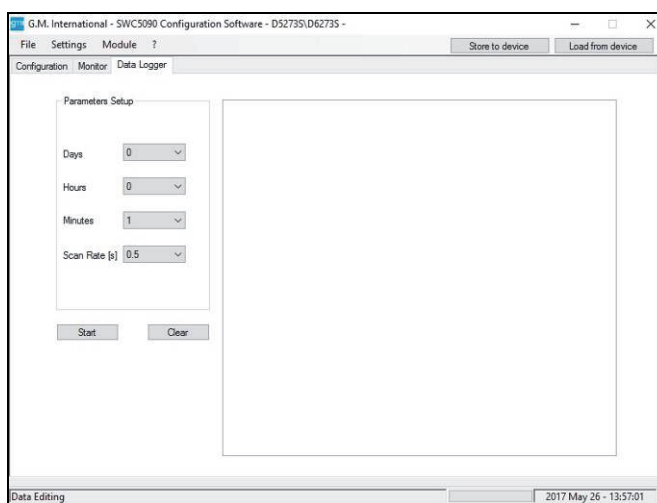 gm G.M. International - SWC5090 Configuration Software - D5273S\D6273S -
File Settings Module ? Store to device Load from device
Configuration Monitor Data Logger
Parameters Setup
Days 0
Hours 0
Minutes 1
Scan Rate [s] 0.5
Start Clear
Data Editing 2017 May 26 - 13:57:01